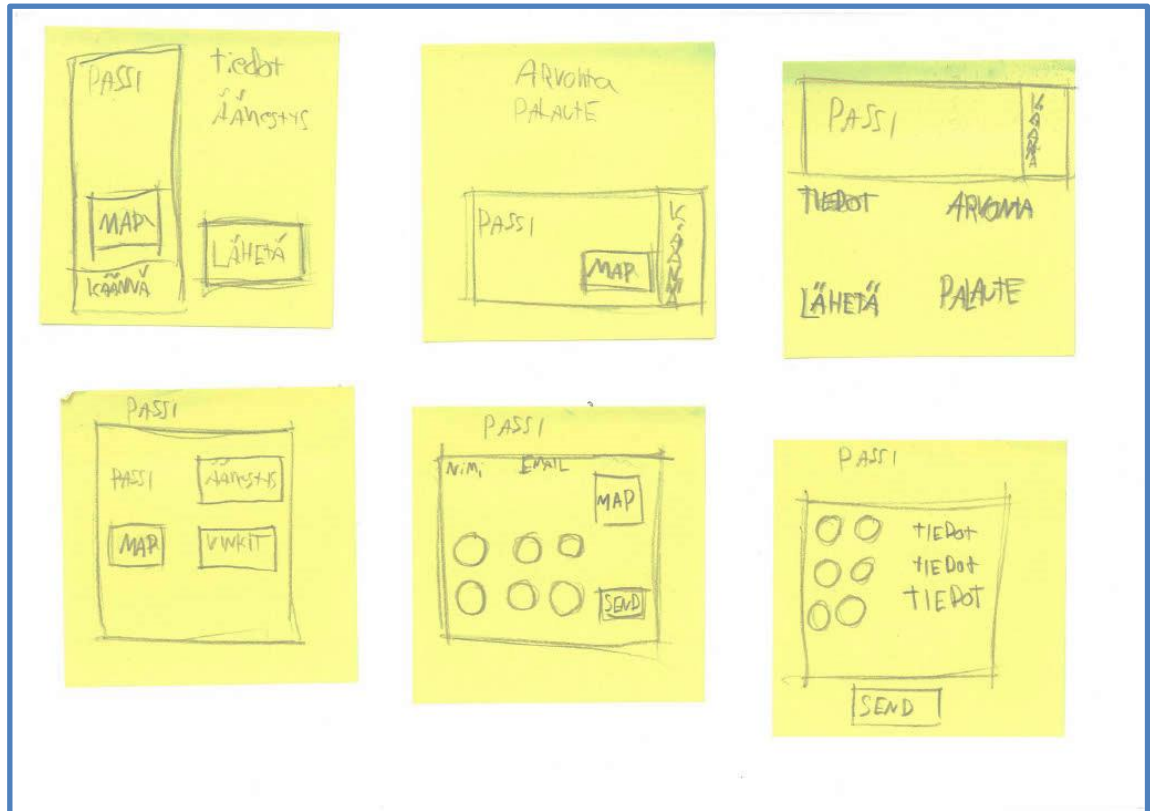 PASSI
MAP
KÄÄNNÄ
tiedot
ÄÄNEStYS
LÄHETÄ
ARVONtA
PALAUtE
PASSI
MAP
KÄÄNNÄ
PASSI
KÄÄNNÄ
TIEDOT ARVONTA
LÄHETÄ PALAUTE
PASSI
PASSI ÄÄNEStYS
MAP VINKIT
PASSI
NiMi EMAIL
MAP
SEND
PASSI
tIEDOt
tIEDOt
TIEDOT
SEND